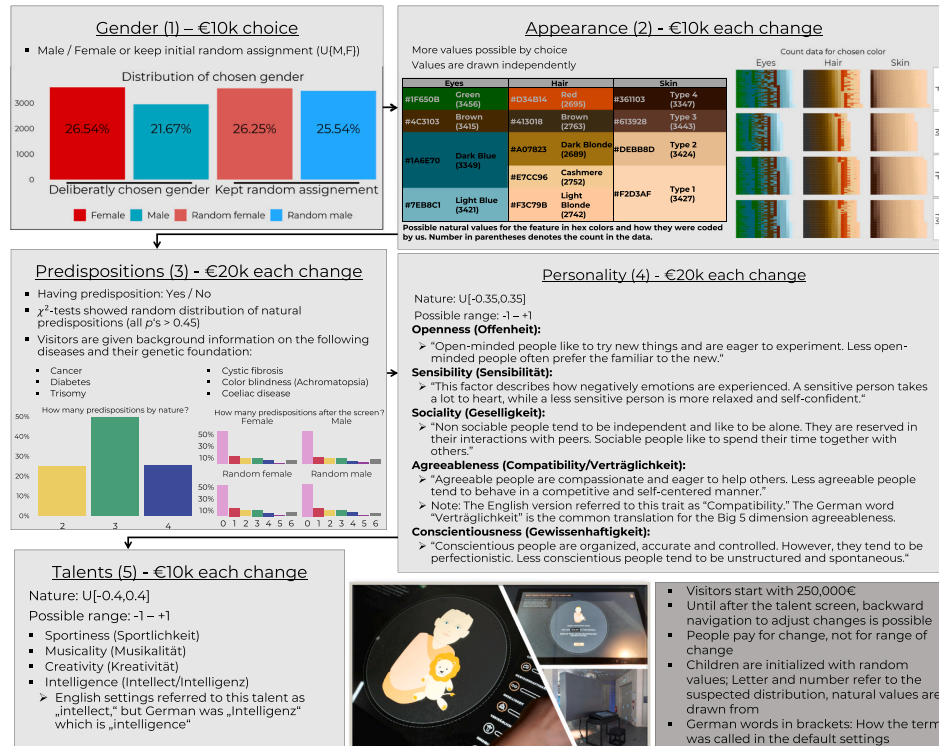 Gender (1) – €10k choice
▪ Male / Female or keep initial random assignment (U{M,F})
Distribution of chosen gender
3000
2000
1000
0
26.54%
21.67%
26.25%
25.54%
Deliberately chosen gender
Kept random assignement
Female
Male
Random female
Random male
Appearance (2) - €10k each change
More values possible by choice
Values are drawn independently
Eyes
Hair
Skin
#1F650B
Green
(3456)
#D34B14
Red
(2695)
#361103
Type 4
(3347)
#4C3103
Brown
(3415)
#413018
Brown
(2763)
#613928
Type 3
(3443)
#1A6E70
Dark Blue
(3349)
#A07823
Dark Blonde
(2689)
#DEBB8D
Type 2
(3424)
#E7CC96
Cashmere
(2752)
#F2D3AF
Type 1
(3427)
#7EB8C1
Light Blue
(3421)
#F3C79B
Light
Blonde
(2742)
Possible natural values for the feature in hex colors and how they were coded
by us. Number in parentheses denotes the count in the data.
Count data for chosen color
Eyes
Hair
Skin
Predispositions (3) - €20k each change
▪ Having predisposition: Yes / No
▪ χ²-tests showed random distribution of natural
predispositions (all p's > 0.45)
▪ Visitors are given background information on the following
diseases and their genetic foundation:
▪ Cancer
▪ Diabetes
▪ Trisomy
▪ Cystic fibrosis
▪ Color blindness (Achromatopsia)
▪ Coeliac disease
How many predispositions by nature?
50%
40%
30%
20%
10%
0%
2
3
4
How many predispositions after the screen?
Female
Male
50%
30%
10%
Random female
Random male
50%
30%
10%
0 1 2 3 4 5 6
0 1 2 3 4 5 6
Personality (4) - €20k each change
Nature: U[-0.35,0.35]
Possible range: -1 – +1
Openness (Offenheit):
➢ “Open-minded people like to try new things and are eager to experiment. Less open-
minded people often prefer the familiar to the new.“
Sensibility (Sensibilität):
➢ “This factor describes how negatively emotions are experienced. A sensitive person takes
a lot to heart, while a less sensitive person is more relaxed and self-confident.“
Sociality (Geselligkeit):
➢ “Non sociable people tend to be independent and like to be alone. They are reserved in
their interactions with peers. Sociable people like to spend their time together with
others.”
Agreeableness (Compatibility/Verträglichkeit):
➢ “Agreeable people are compassionate and eager to help others. Less agreeable people
tend to behave in a competitive and self-centered manner.”
➢ Note: The English version referred to this trait as “Compatibility.” The German word
“Verträglichkeit” is the common translation for the Big 5 dimension agreeableness.
Conscientiousness (Gewissenhaftigkeit):
➢ “Conscientious people are organized, accurate and controlled. However, they tend to be
perfectionistic. Less conscientious people tend to be unstructured and spontaneous.“
Talents (5) - €10k each change
Nature: U[-0.4,0.4]
Possible range: -1 – +1
▪ Sportiness (Sportlichkeit)
▪ Musicality (Musikalität)
▪ Creativity (Kreativität)
▪ Intelligence (Intellect/Intelligenz)
➢ English settings referred to this talent as
„intellect,“ but German was „Intelligenz“
which is „intelligence“
▪ Visitors start with 250,000€
▪ Until after the talent screen, backward
navigation to adjust changes is possible
▪ People pay for change, not for range of
change
▪ Children are initialized with random
values; Letter and number refer to the
suspected distribution, natural values are
drawn from
▪ German words in brackets: How the term
was called in the default settings